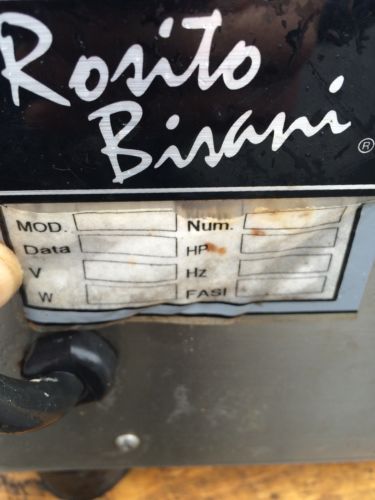 Rosito
Bisani ®
MOD. Num.
Data HP
V Hz
W FASI